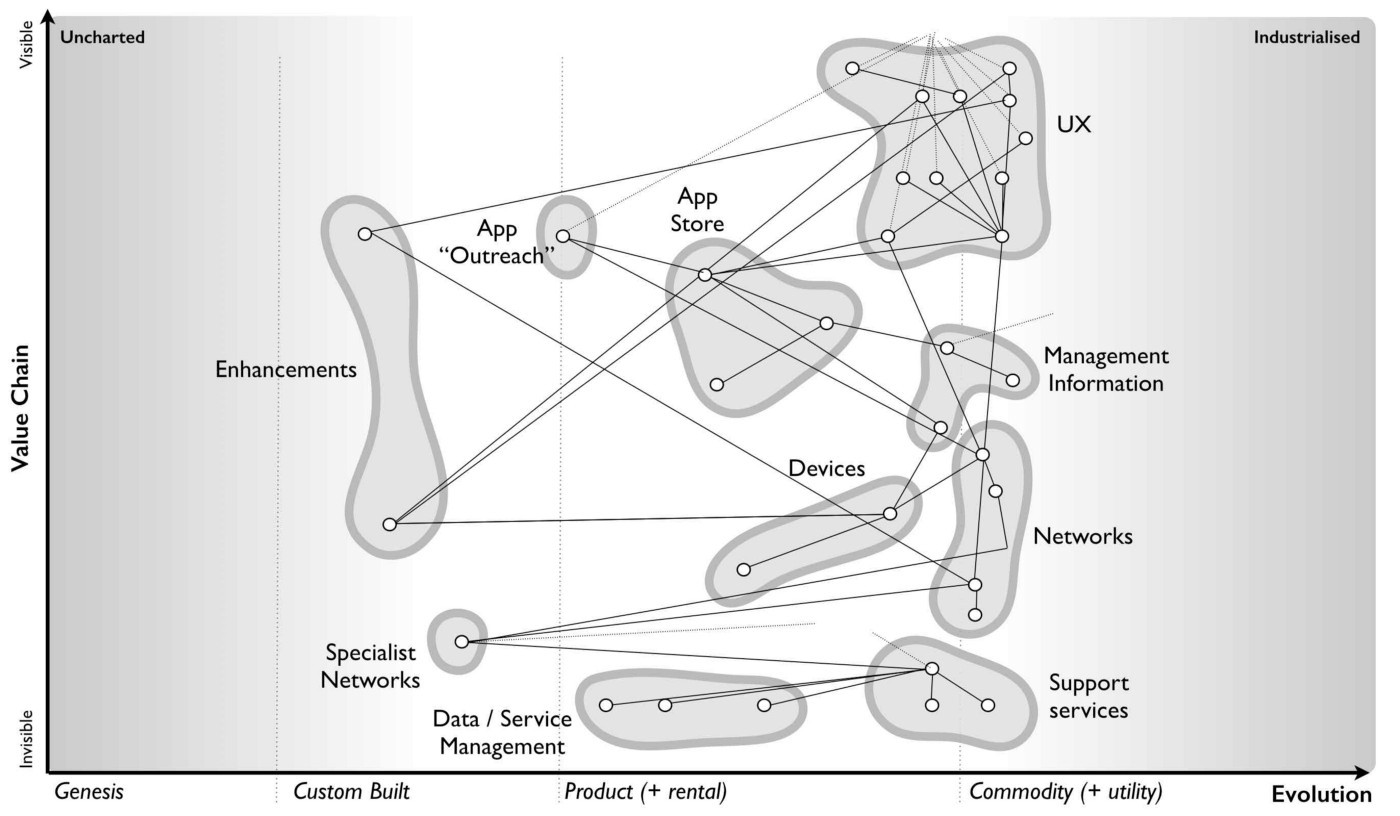 Visible
Uncharted
Industrialised
UX
App
Store
App
“Outreach”
Enhancements
Management
Information
Value Chain
Devices
Networks
Specialist
Networks
Support
services
Data / Service
Management
Invisible
Genesis
Custom Built
Product (+ rental)
Commodity (+ utility)
Evolution